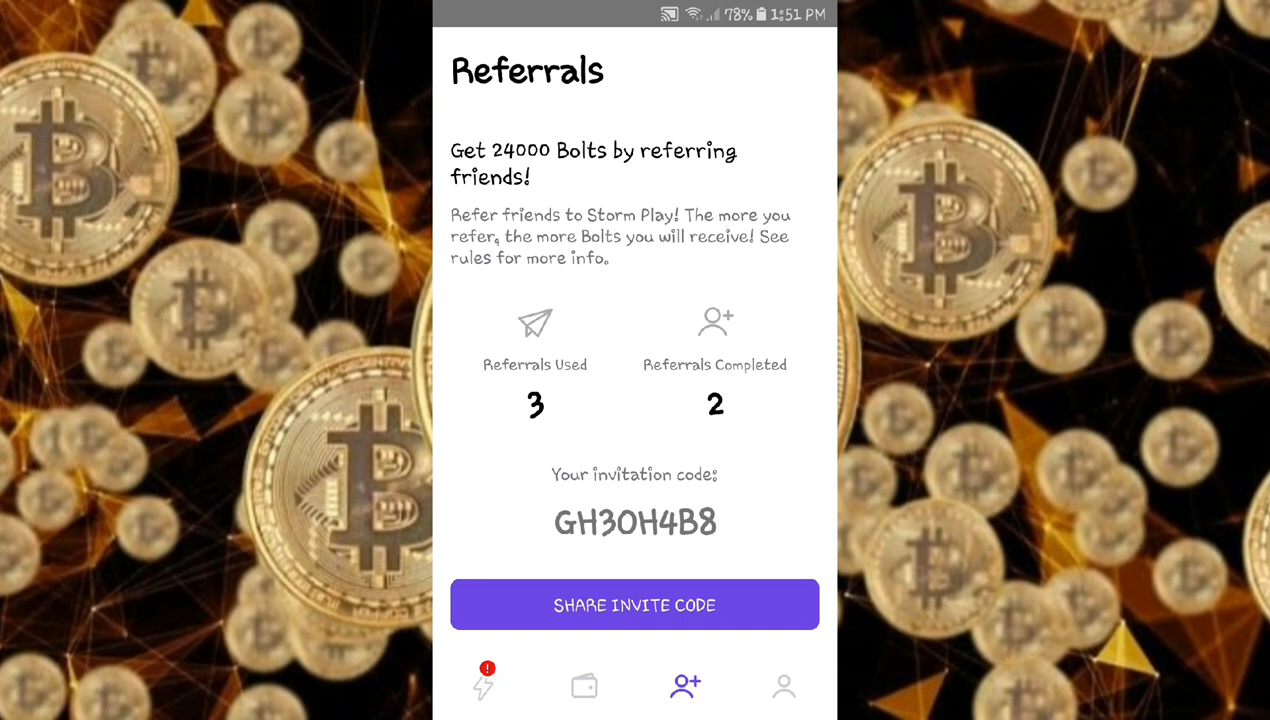 78% 1:51 PM
Referrals
Get 24000 Bolts by referring
friends!
Refer friends to Storm Play! The more you
refer, the more Bolts you will receive! See
rules for more info.
Referrals Used
Referrals Completed
3
2
Your invitation code:
GH3OH4B8
SHARE INVITE CODE